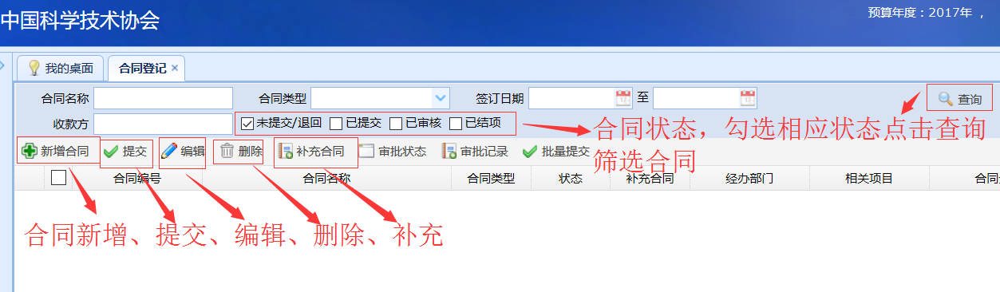 中国科学技术协会
预算年度：2017年 ，
我的桌面 合同登记 ×
合同名称 合同类型 签订日期 至 查询
收款方 未提交/退回 已提交 已审核 已结项
合同状态，勾选相应状态点击查询
筛选合同
新增合同 提交 编辑 删除 补充合同 审批状态 审批记录 批量提交
合同编号 合同名称 合同类型 状态 补充合同 经办部门 相关项目 合同
合同新增、提交、编辑、删除、补充